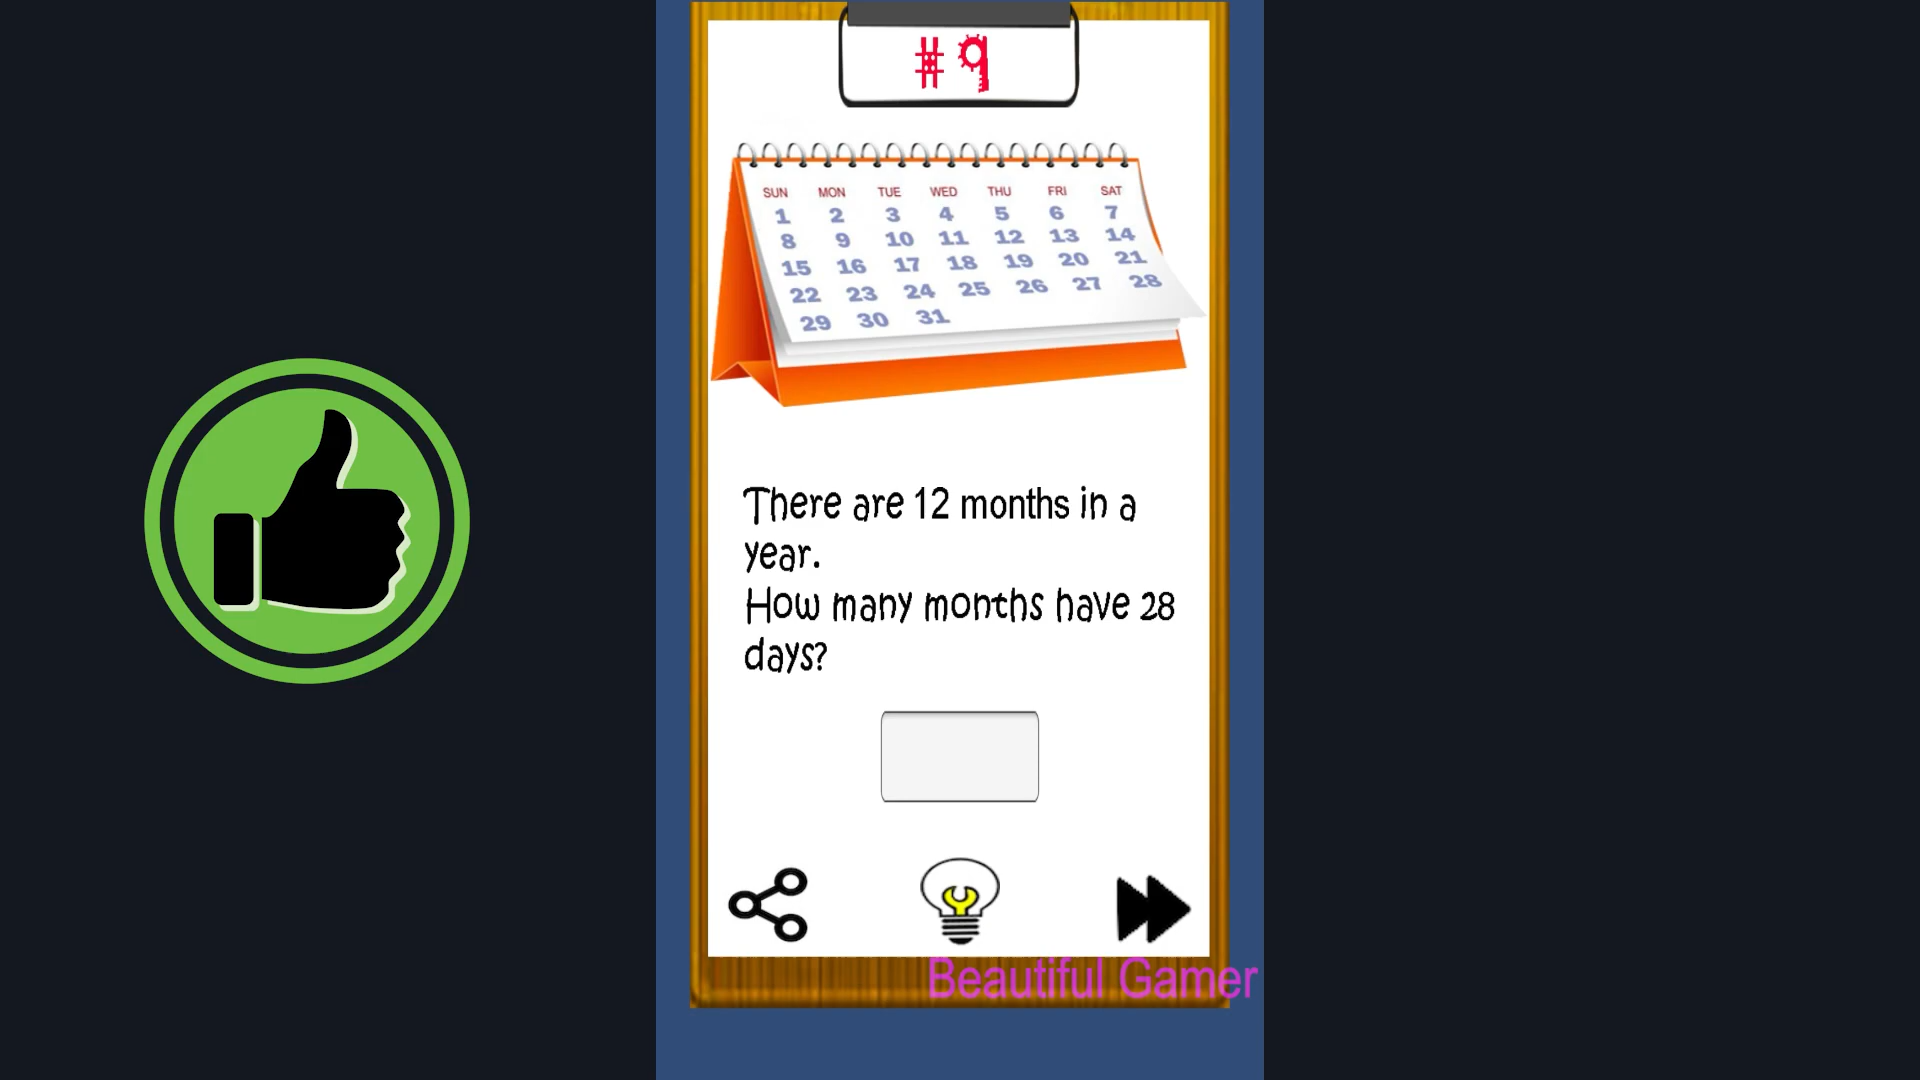 #9
SUN MON TUE WED THU FRI SAT
1 2 3 4 5 6 7
8 9 10 11 12 13 14
15 16 17 18 19 20 21
22 23 24 25 26 27 28
29 30 31
There are 12 months in a
year.
How many months have 28
days?
Beautiful Gamer